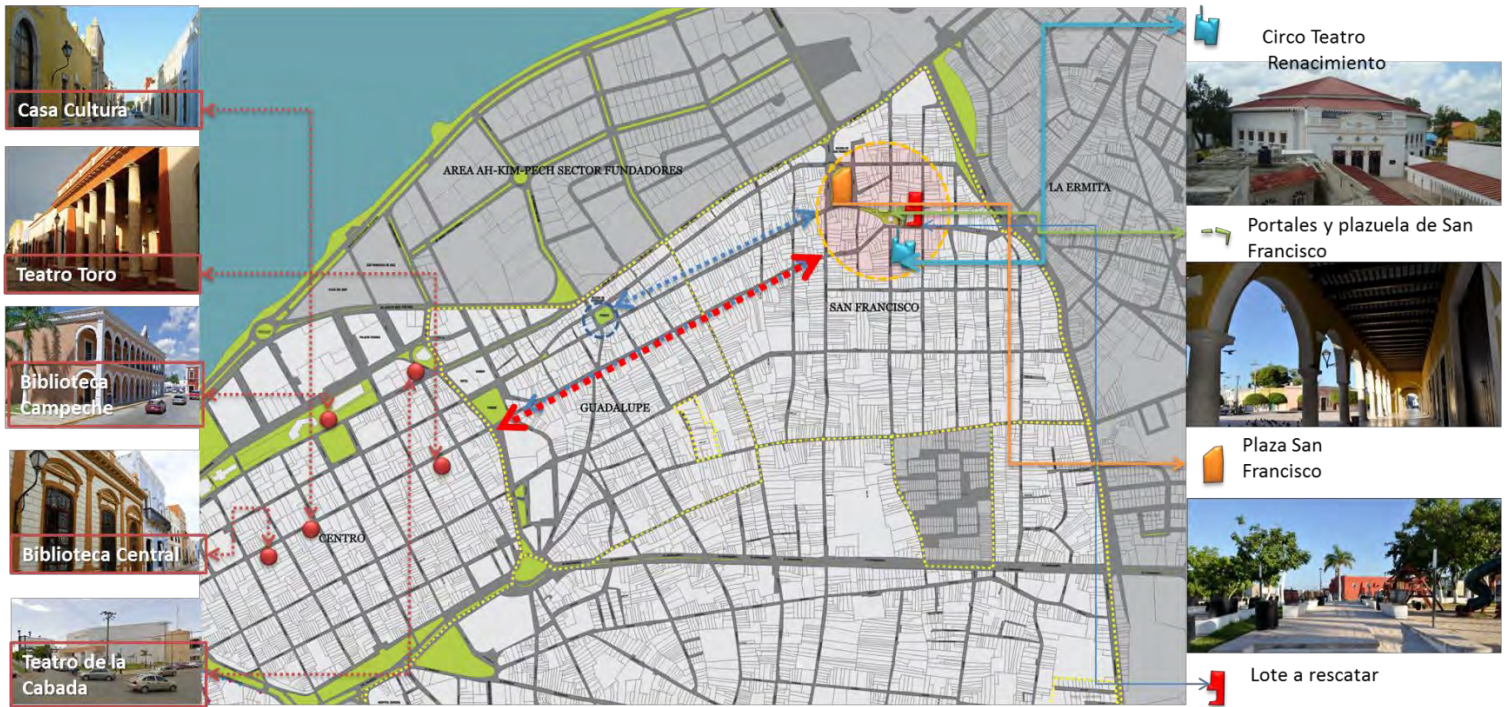 Casa Cultura
Teatro Toro
Biblioteca
Campeche
Biblioteca Central
Teatro de la
Cabada
AREA AH-KIM-PECH SECTOR FUNDADORES
LA ERMITA
SAN FRANCISCO
GUADALUPE
CENTRO
Circo Teatro
Renacimiento
Portales y plazuela de San
Francisco
Plaza San
Francisco
Lote a rescatar